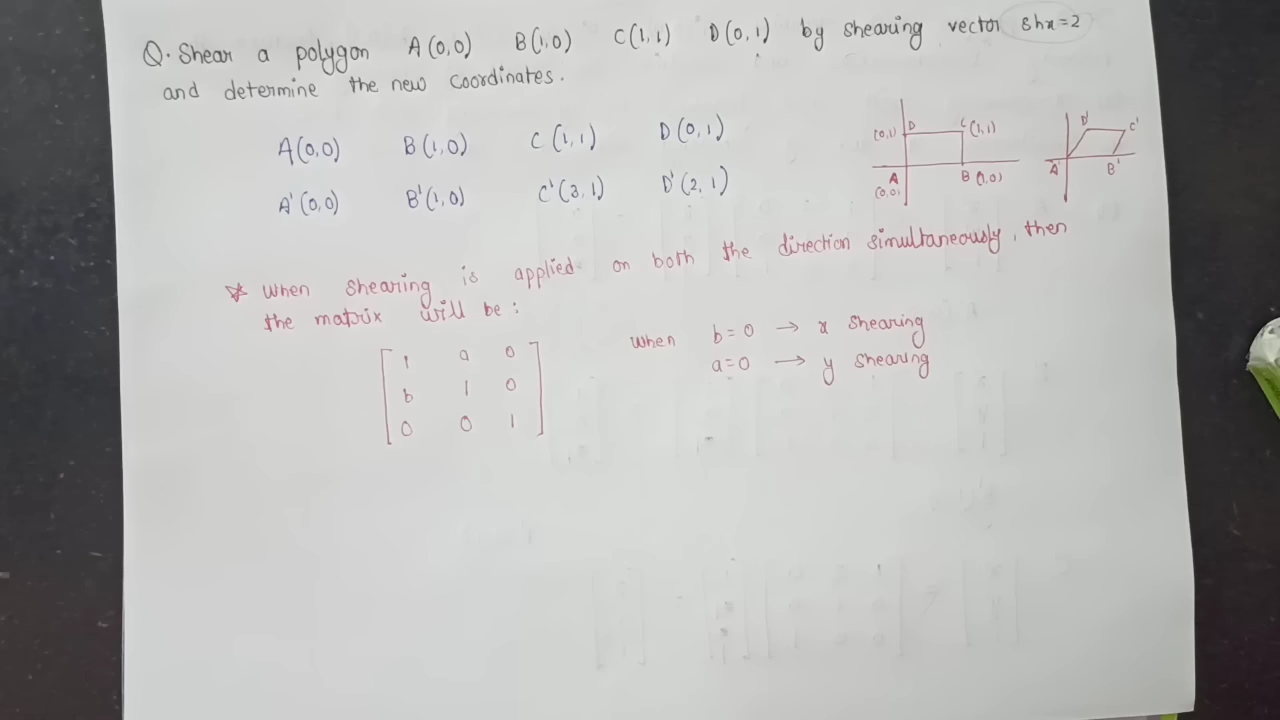 Q. Shear a polygon A(0,0) B(1,0) C(1,1) D(0,1) by shearing vector shx=2
and determine the new coordinates.
A(0,0) B(1,0) C(1,1) D(0,1)
A'(0,0) B'(1,0) C'(3,1) D'(2,1)
(0,1) D C (1,1)
A B (1,0)
(0,0)
D' C'
A' B'
* When shearing is applied on both the direction simultaneously, then
the matrix will be:
1 a 0
b 1 0
0 0 1
when b=0 → x shearing
a=0 → y shearing